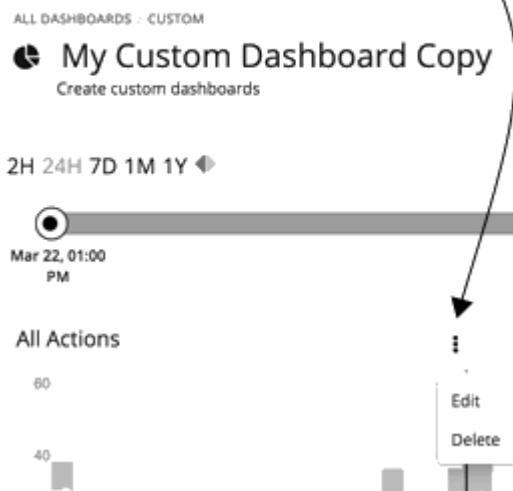 ALL DASHBOARDS / CUSTOM
My Custom Dashboard Copy
Create custom dashboards
2H 24H 7D 1M 1Y
Mar 22, 01:00
PM
All Actions
60
Edit
Delete
40